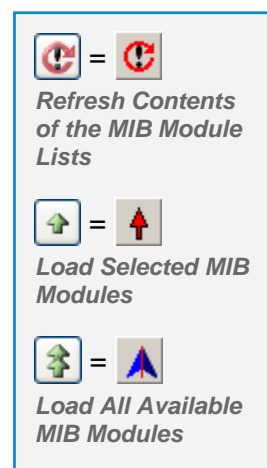 =
Refresh Contents
of the MIB Module
Lists
=
Load Selected MIB
Modules
=
Load All Available
MIB Modules